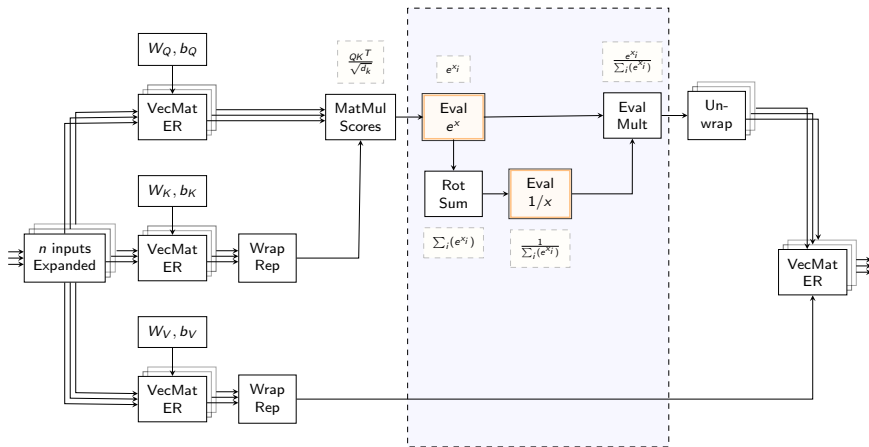 W_Q, b_Q
VecMat
ER
QK^T
√d_k
MatMul
Scores
e^{x_i}
Eval
e^x
e^{x_i}
∑_i(e^{x_i})
Eval
Mult
Un-
wrap
Rot
Sum
Eval
1/x
∑_i(e^{x_i})
1
∑_i(e^{x_i})
W_K, b_K
n inputs
Expanded
VecMat
ER
Wrap
Rep
VecMat
ER
W_V, b_V
VecMat
ER
Wrap
Rep